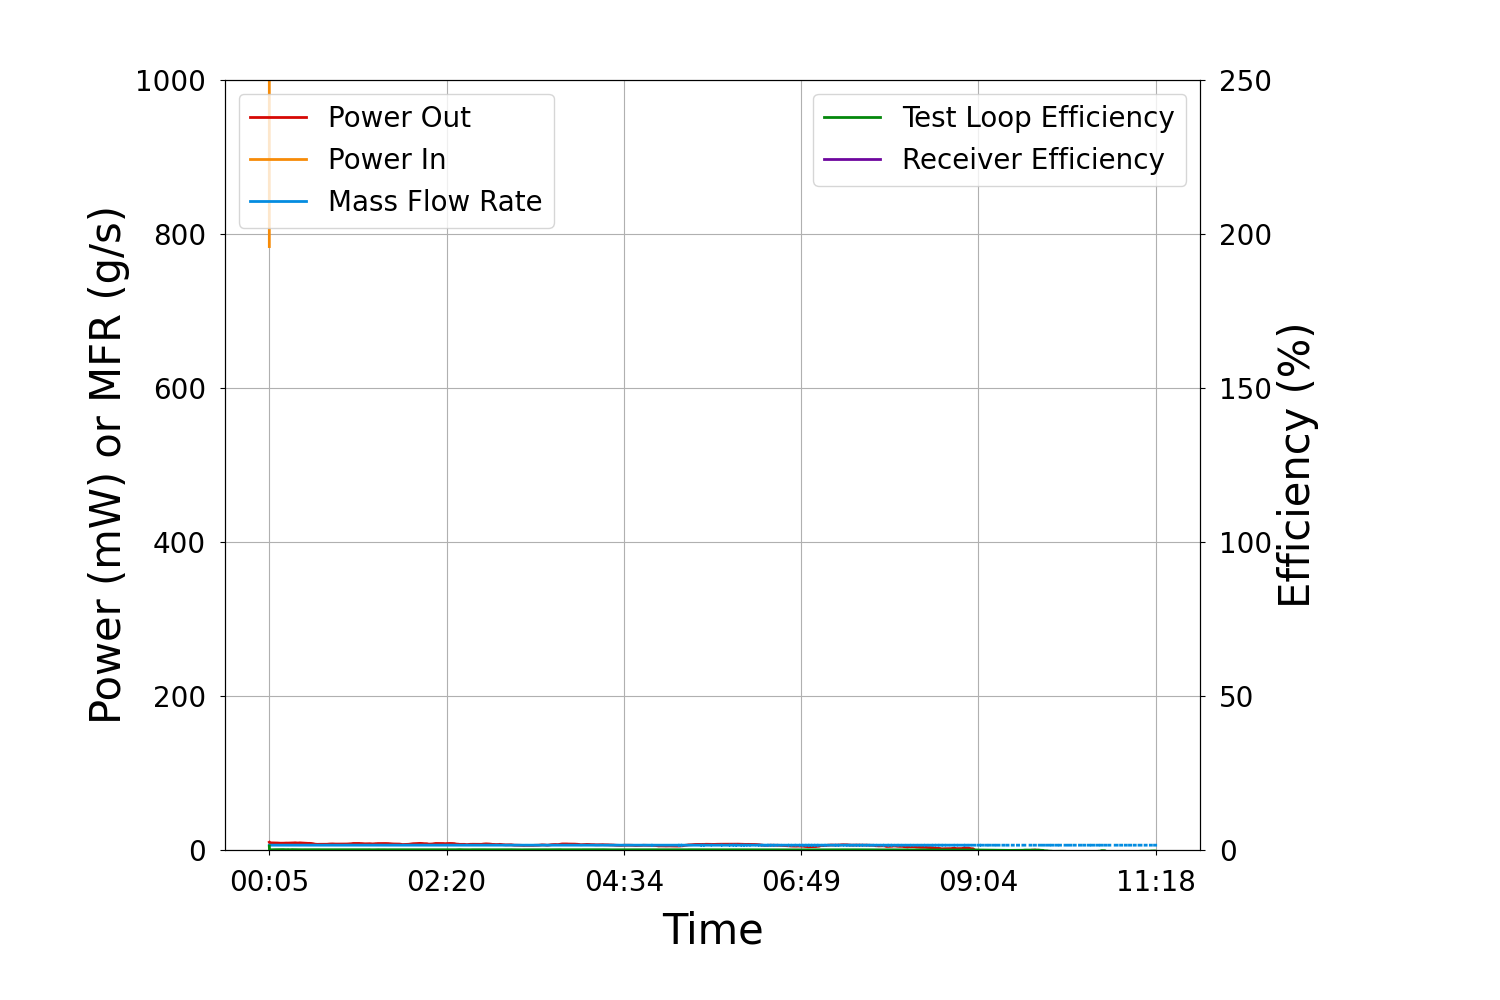 1000
800
600
400
200
0
Power (mW) or MFR (g/s)
Power Out
Power In
Mass Flow Rate
Test Loop Efficiency
Receiver Efficiency
250
200
150
100
50
0
Efficiency (%)
00:05 02:20 04:34 06:49 09:04 11:18
Time